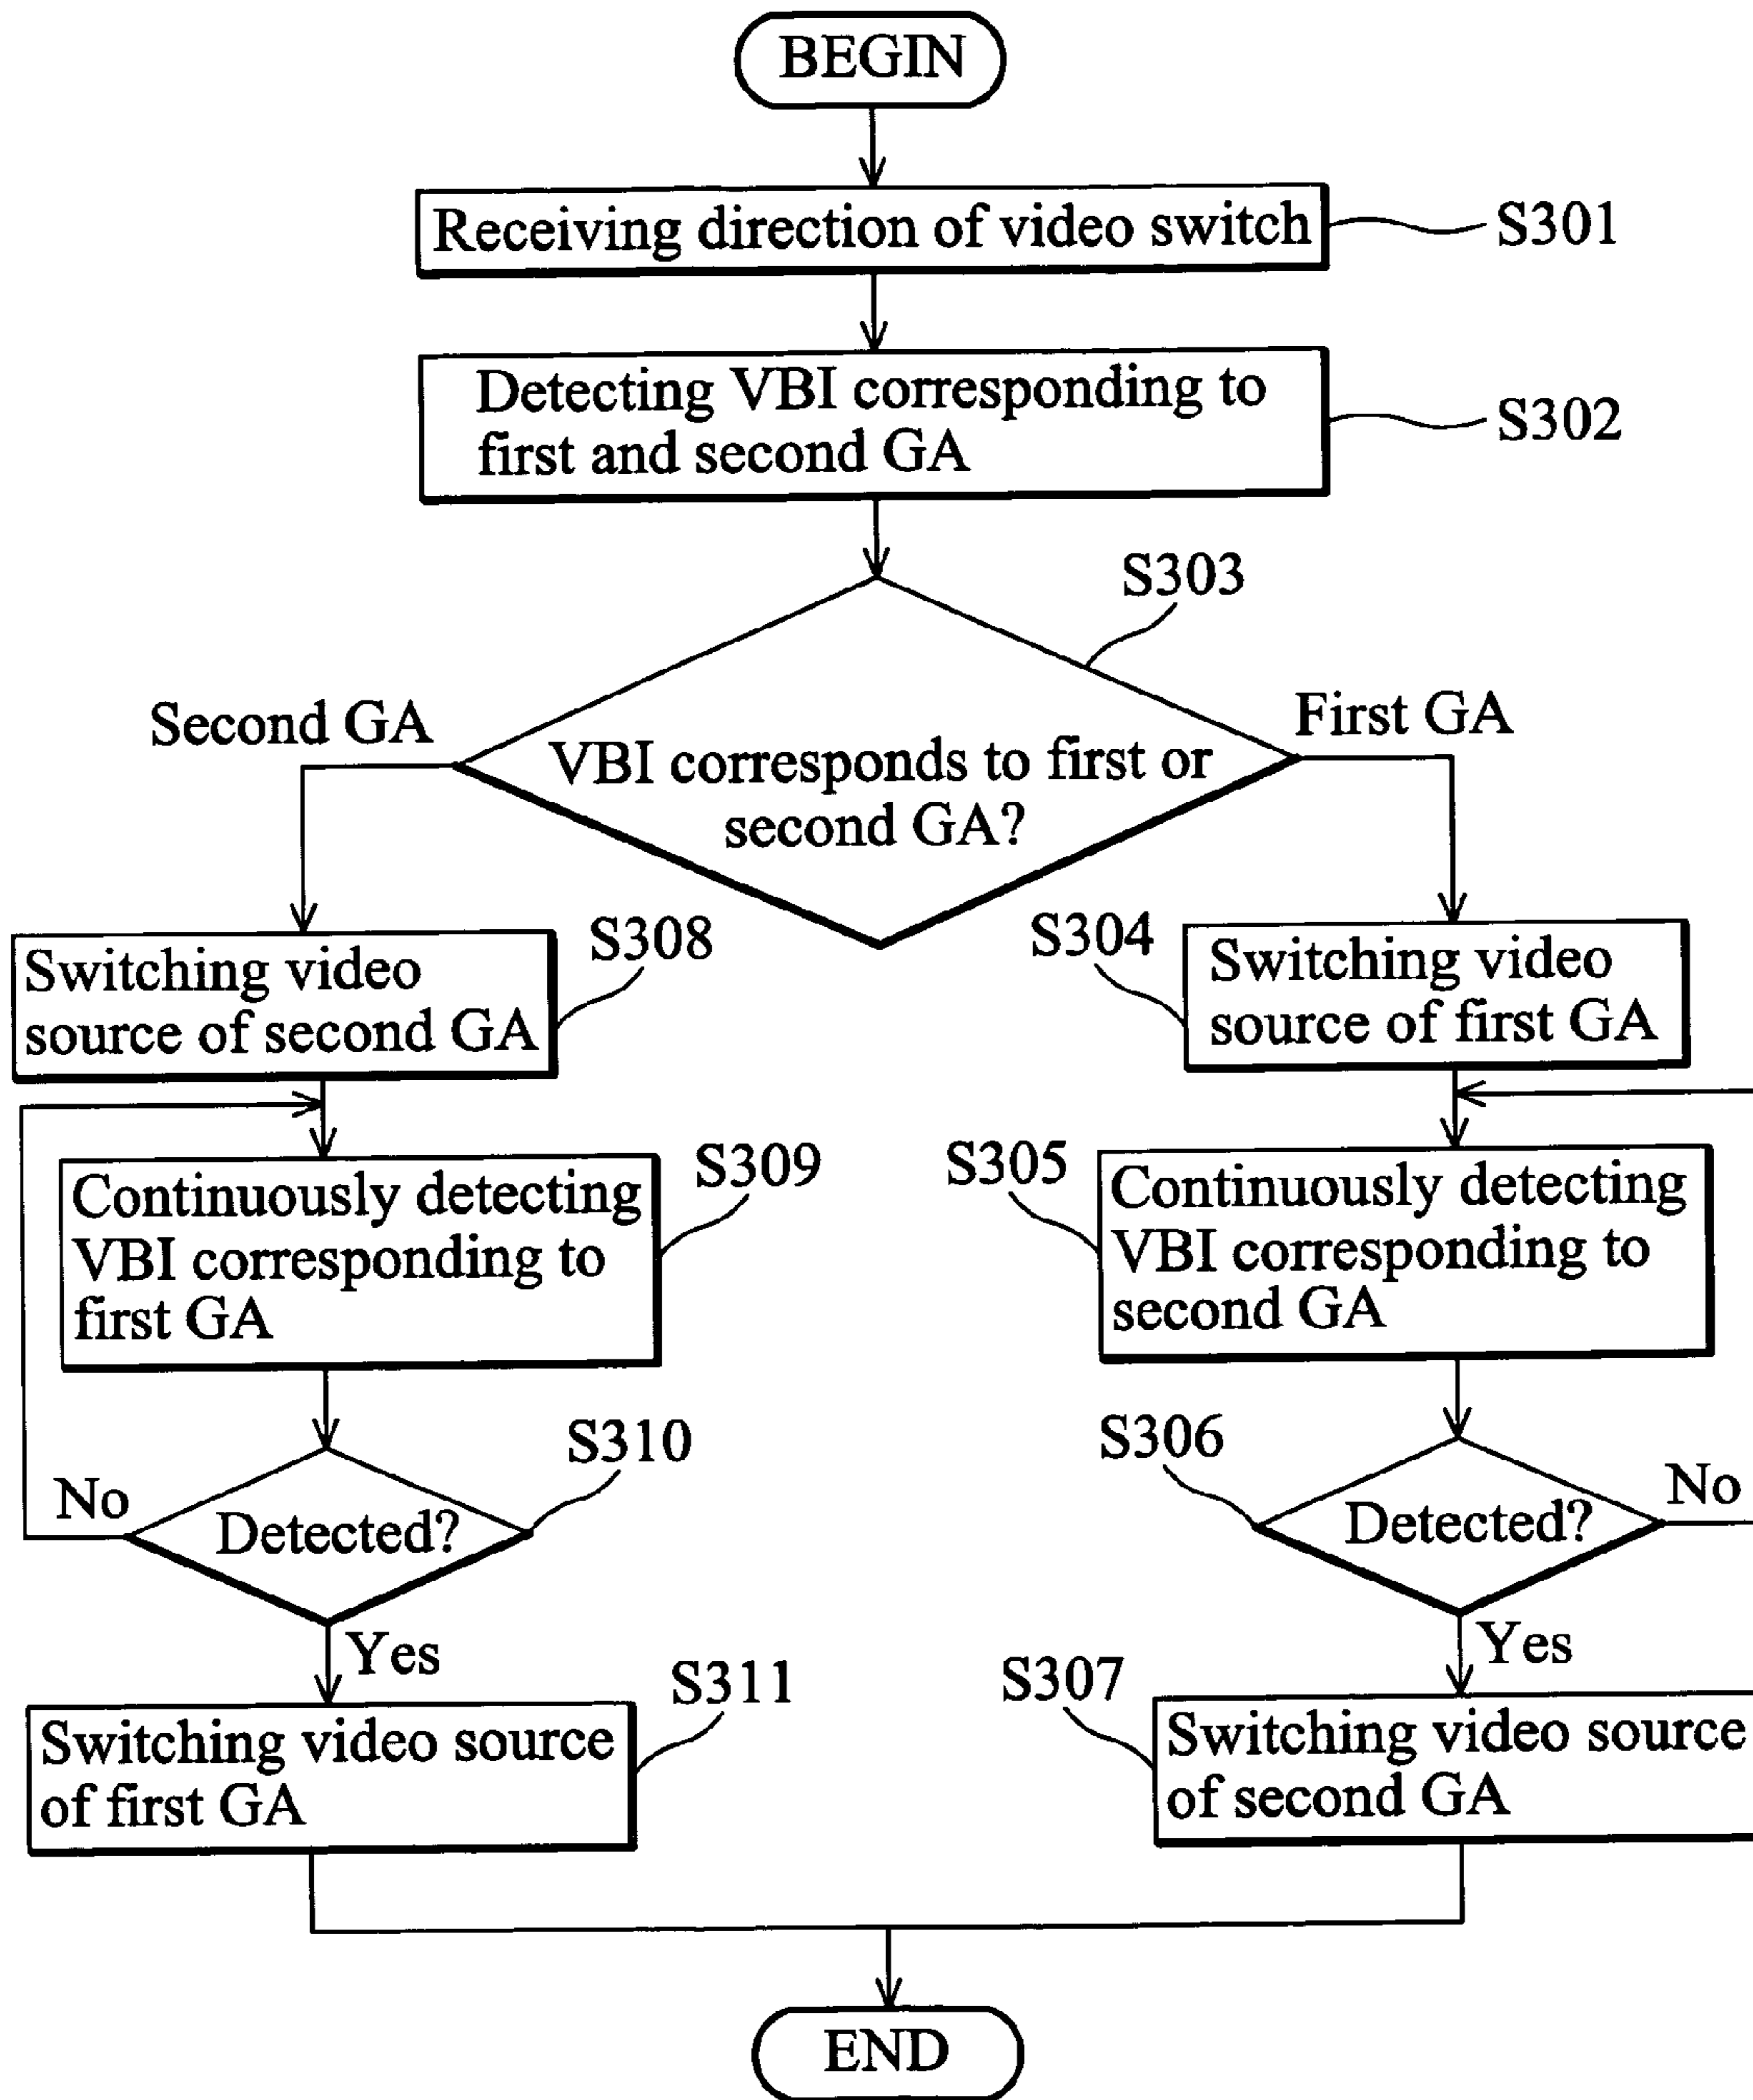 BEGIN
Receiving direction of video switch
S301
Detecting VBI corresponding to
first and second GA
S302
S303
Second GA
First GA
VBI corresponds to first or
second GA?
S308
S304
Switching video
source of second GA
Switching video
source of first GA
S309
S305
Continuously detecting
VBI corresponding to
first GA
Continuously detecting
VBI corresponding to
second GA
S310
S306
No
Detected?
Detected?
No
Yes
Yes
S311
S307
Switching video source
of first GA
Switching video source
of second GA
END